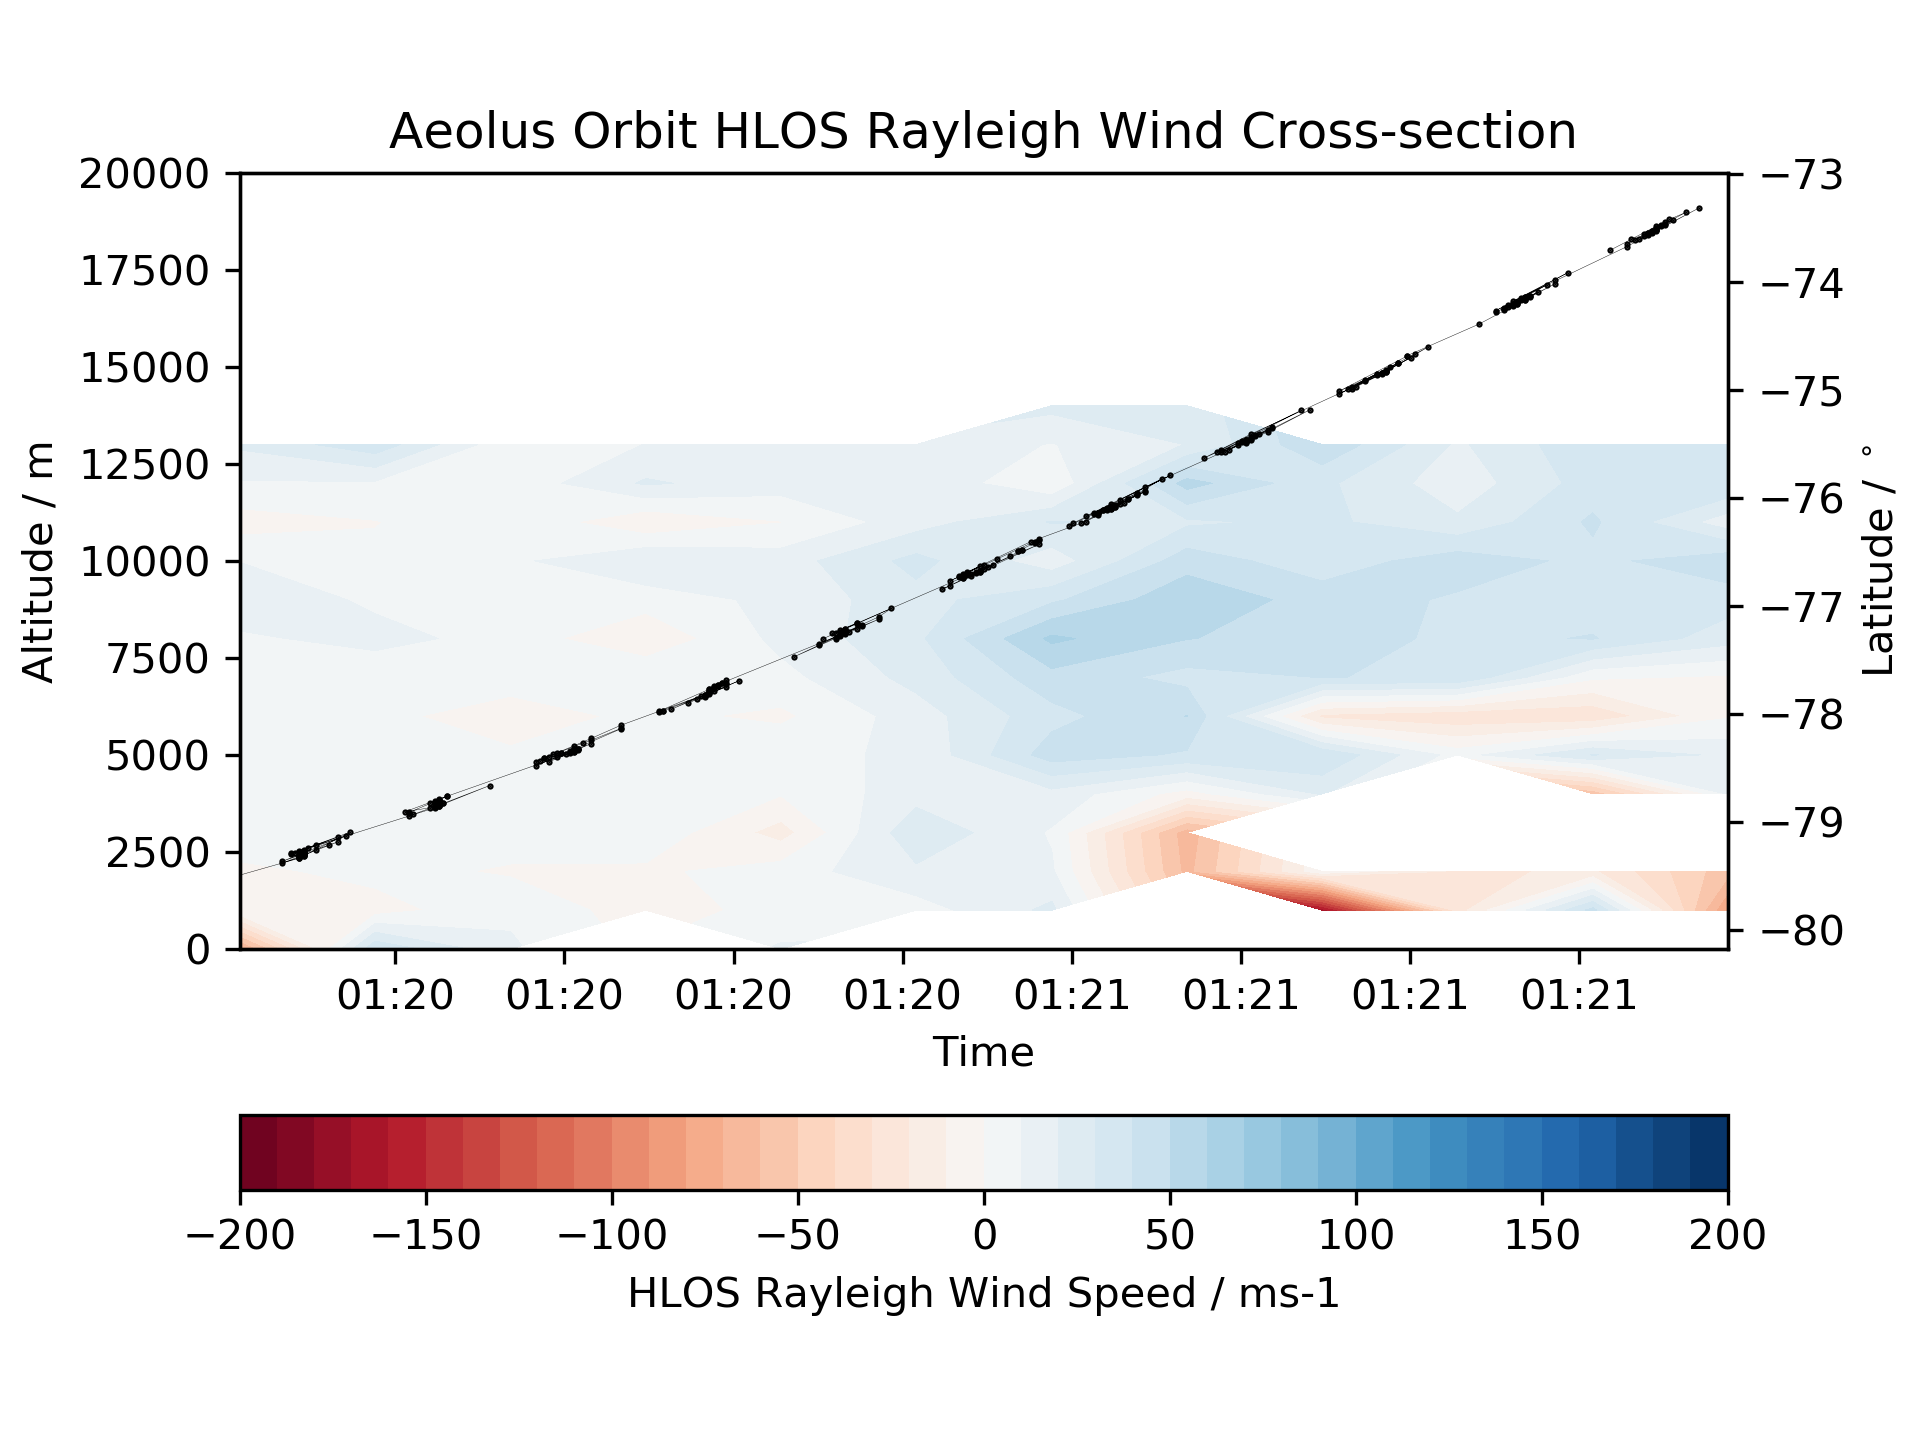 Aeolus Orbit HLOS Rayleigh Wind Cross-section
20000
17500
15000
12500
10000
7500
5000
2500
0
Altitude / m
−73
−74
−75
−76
−77
−78
−79
−80
Latitude / °
01:20 01:20 01:20 01:20 01:21 01:21 01:21 01:21
Time
−200 −150 −100 −50 0 50 100 150 200
HLOS Rayleigh Wind Speed / ms-1